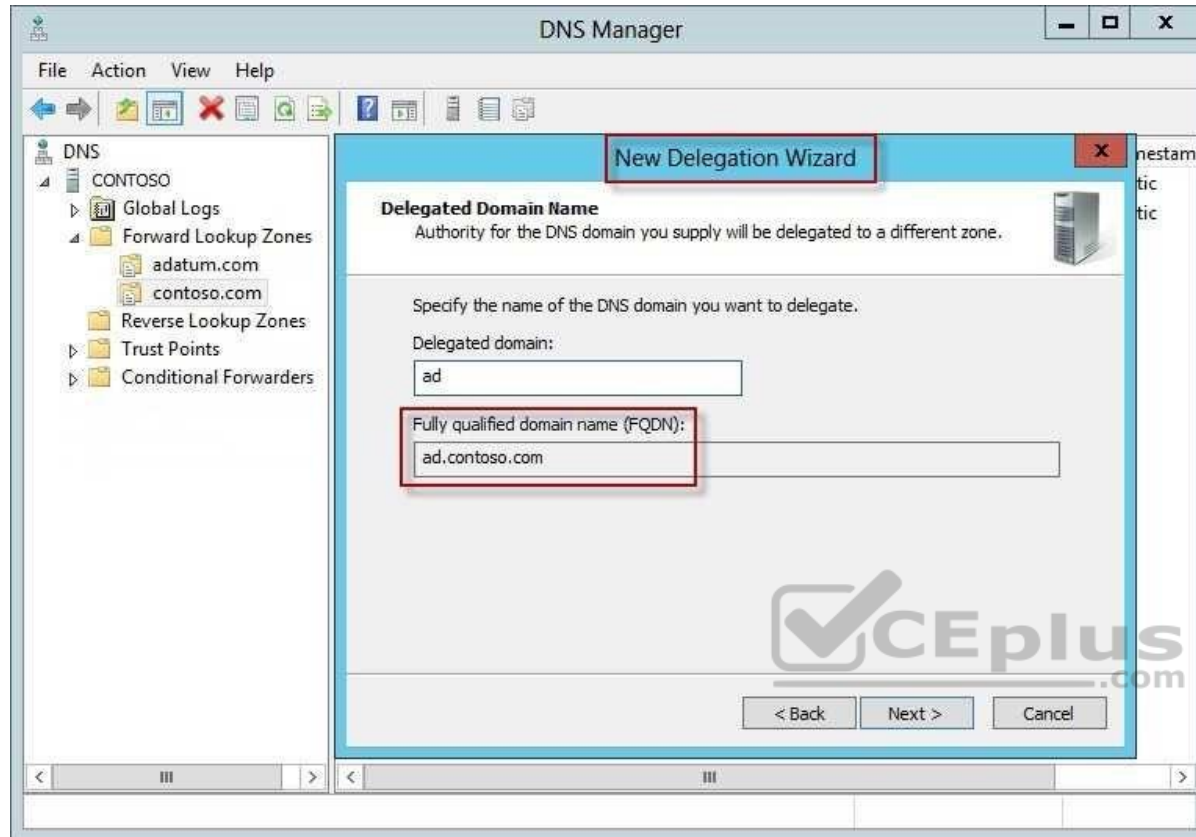 DNS Manager
File Action View Help
DNS
CONTOSO
Global Logs
Forward Lookup Zones
adatum.com
contoso.com
Reverse Lookup Zones
Trust Points
Conditional Forwarders
New Delegation Wizard
nestam
tic
tic
Delegated Domain Name
Authority for the DNS domain you supply will be delegated to a different zone.
Specify the name of the DNS domain you want to delegate.
Delegated domain:
ad
Fully qualified domain name (FQDN):
ad.contoso.com
CEplus
.com
< Back Next > Cancel